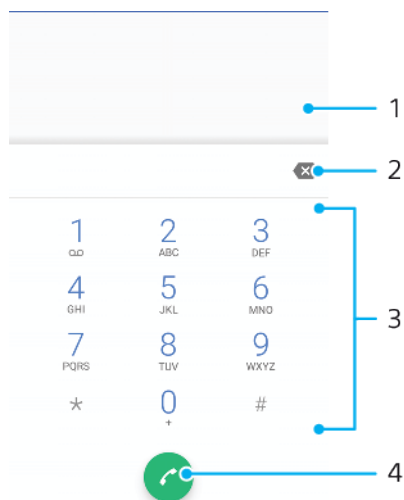 1
2
1 2 3
ABC DEF
4 5 6
GHI JKL MNO
3
7 8 9
PQRS TUV WXYZ
* 0 #
+
4